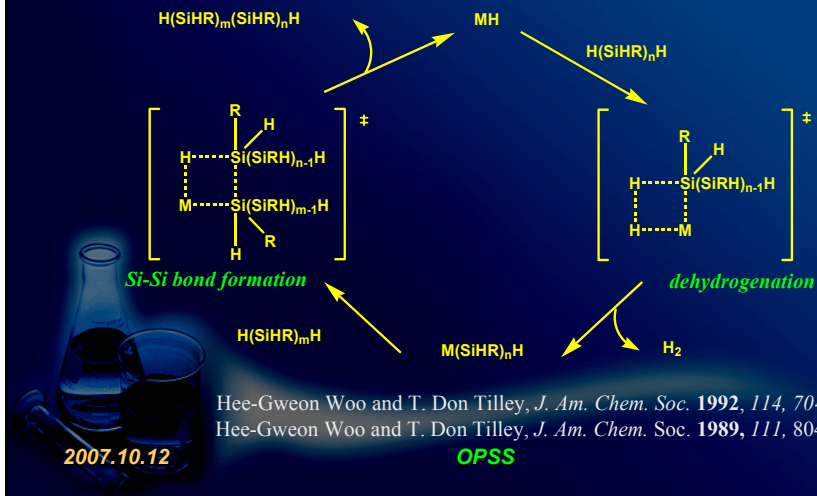 H(SiHR)m(SiHR)nH
MH
H(SiHR)nH
R
H
‡
H Si(SiRH)n-1H
M Si(SiRH)m-1H
R
H
Si-Si bond formation
R
H
‡
H Si(SiRH)n-1H
H M
dehydrogenation
H(SiHR)mH
M(SiHR)nH
H2
Hee-Gweon Woo and T. Don Tilley, J. Am. Chem. Soc. 1992, 114,
Hee-Gweon Woo and T. Don Tilley, J. Am. Chem. Soc. 1989, 111,
2007.10.12
OPSS